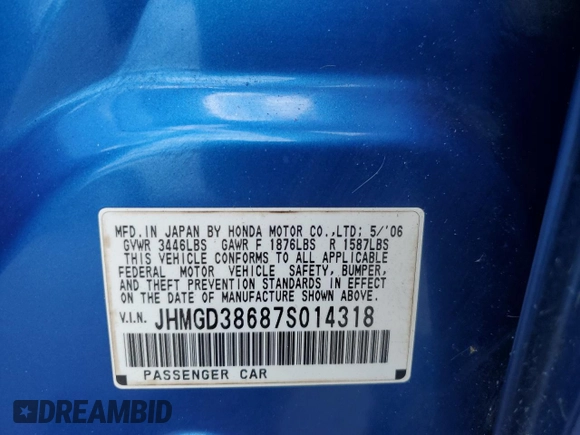 MFD.IN JAPAN BY HONDA MOTOR CO.,LTD; 5/'06
GVWR 3446LBS GAWR F 1876LBS R 1587LBS
THIS VEHICLE CONFORMS TO ALL APPLICABLE
FEDERAL MOTOR VEHICLE SAFETY, BUMPER,
AND THEFT PREVENTION STANDARDS IN
EFFECT ON THE DATE OF MANUFACTURE SHOWN ABOVE.
V.I.N. JHMGD38687S014318
PASSENGER CAR
DREAMBID